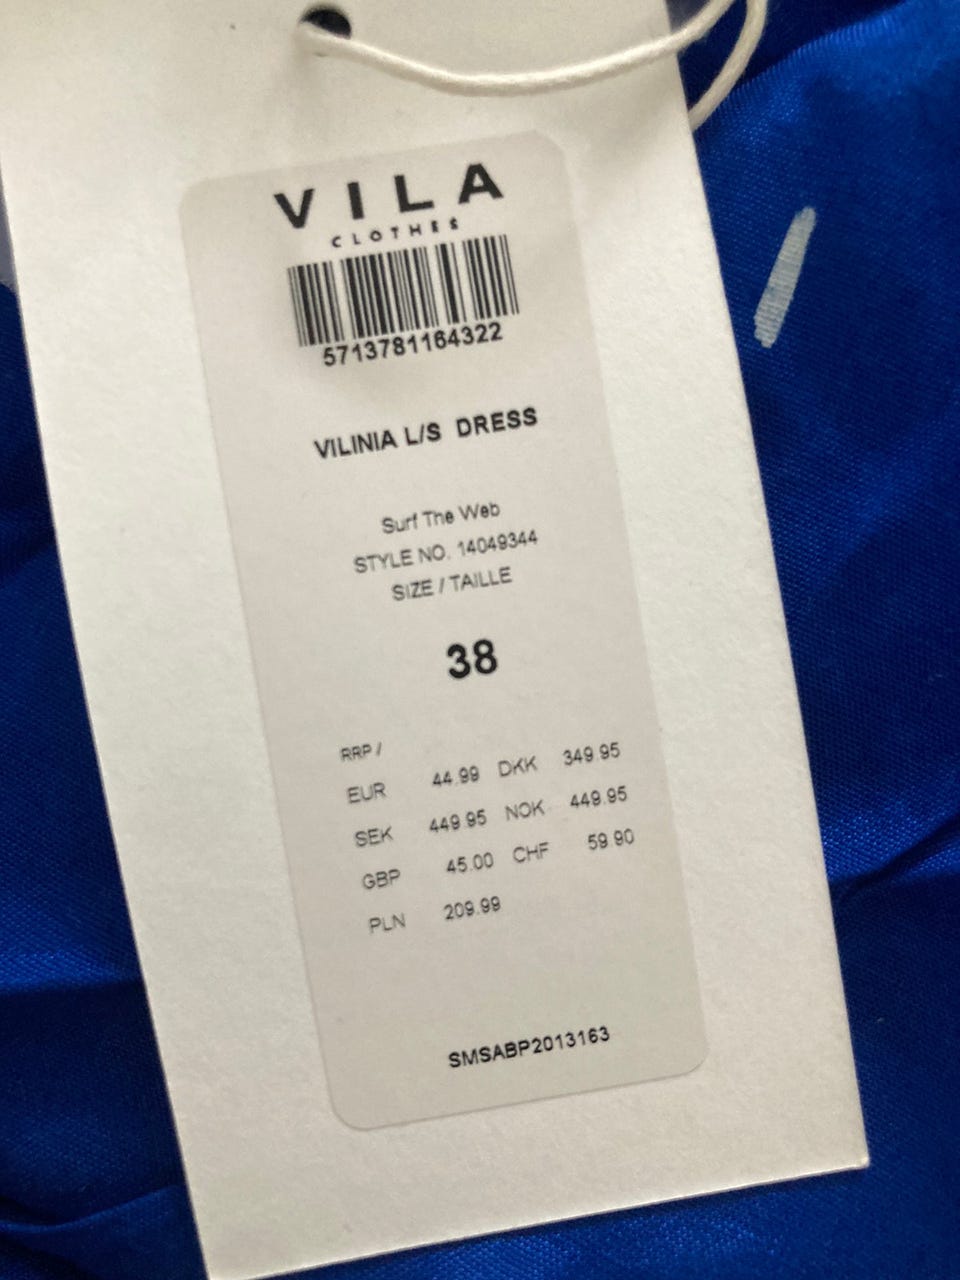 VILA
CLOTHES
5713781164322
VILINIA L/S DRESS
Surf The Web
STYLE NO. 14049344
SIZE / TAILLE
38
RRP /
EUR 44.99 DKK 349.95
SEK 449.95 NOK 449.95
GBP 45.00 CHF 59.90
PLN 209.99
SMSABP2013163